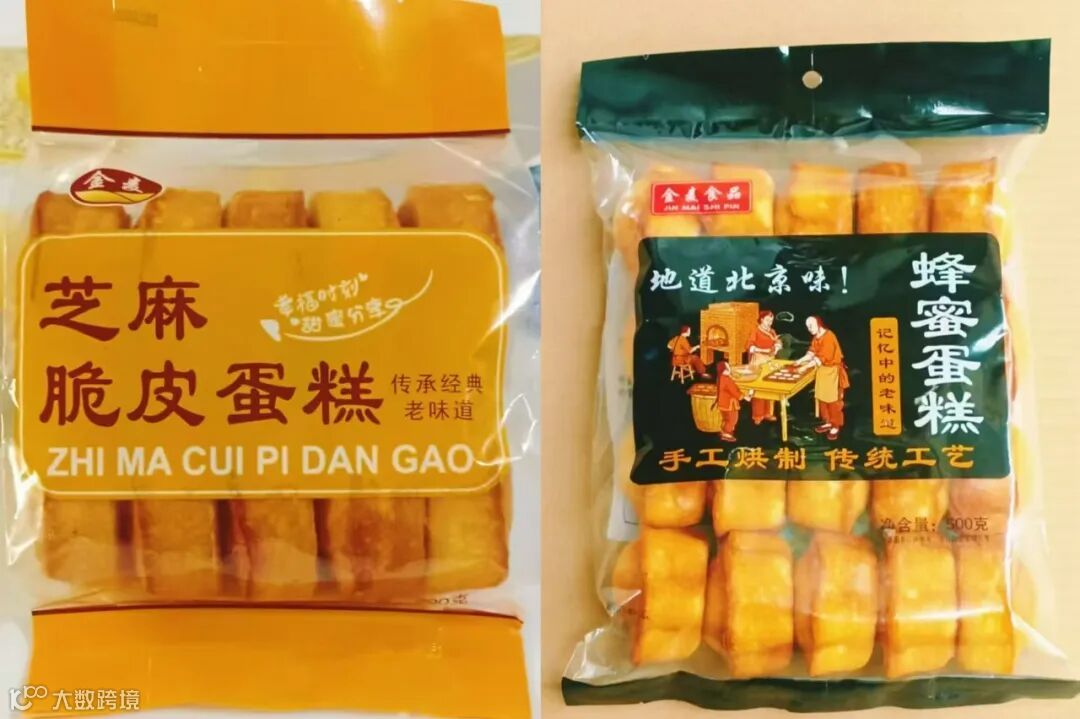 金麦
芝麻
脆皮蛋糕
幸福时刻
甜蜜分享
传承经典
老味道
ZHI MA CUI PI DAN GAO
大数跨境
金麦食品
JIN MAI SHI PIN
地道北京味！
蜂蜜蛋糕
记忆中的老味道
手工烘制 传统工艺
净含量：500克